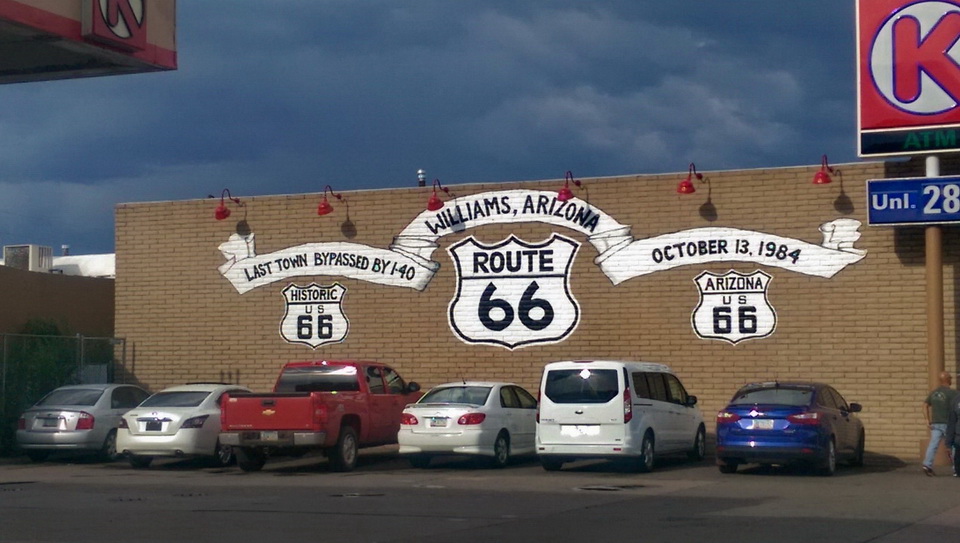 K
K
ATM
Unl. 28
WILLIAMS, ARIZONA
LAST TOWN BYPASSED BY I-40
OCTOBER 13, 1984
HISTORIC
US
66
ROUTE
66
ARIZONA
US
66